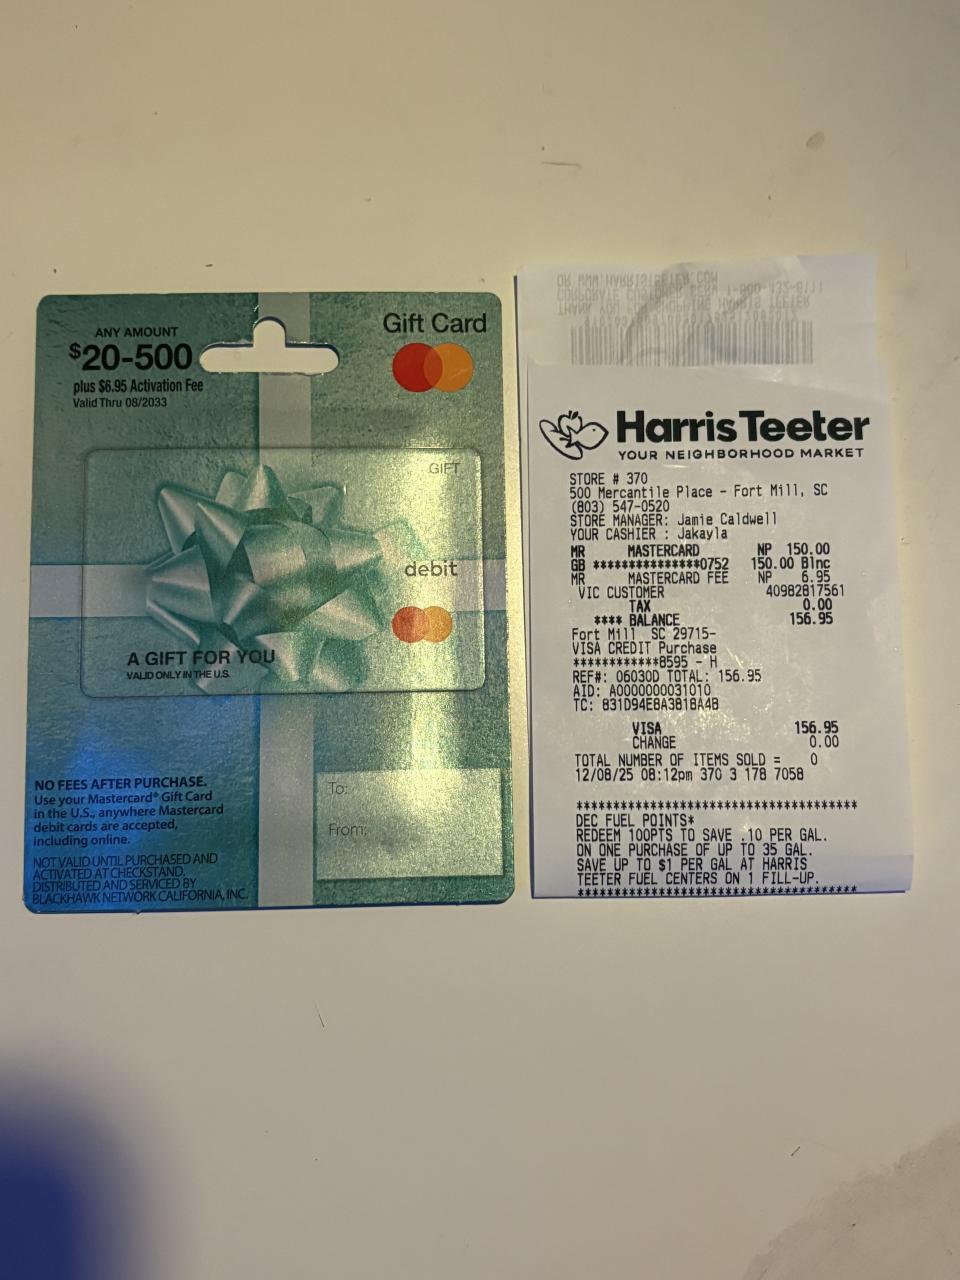 ANY AMOUNT
$20-500
plus $6.95 Activation Fee
Valid Thru 08/2033
Gift Card
GIFT
debit
A GIFT FOR YOU
VALID ONLY IN THE U.S.
NO FEES AFTER PURCHASE.
Use your Mastercard® Gift Card
in the U.S., anywhere Mastercard
debit cards are accepted,
including online.
NOT VALID UNTIL PURCHASED AND
ACTIVATED AT CHECKSTAND.
DISTRIBUTED AND SERVICED BY
BLACKHAWK NETWORK CALIFORNIA, INC.
To:
From:
OR WWW.HARRISTEETER.COM
THANK YOU HARRIS TEETER
Harris Teeter
YOUR NEIGHBORHOOD MARKET
STORE # 370
500 Mercantile Place - Fort Mill, SC
(803) 547-0520
STORE MANAGER: Jamie Caldwell
YOUR CASHIER : Jakayla
MR MASTERCARD NP 150.00
GB ***************0752 150.00 Blnc
MR MASTERCARD FEE NP 6.95
VIC CUSTOMER 40982817561
TAX 0.00
**** BALANCE 156.95
Fort Mill SC 29715-
VISA CREDIT Purchase
************8595 - H
REF#: 06030D TOTAL: 156.95
AID: A0000000031010
TC: 831D94E8A3818A4B
VISA 156.95
CHANGE 0.00
TOTAL NUMBER OF ITEMS SOLD = 0
12/08/25 08:12pm 370 3 178 7058
************************************
DEC FUEL POINTS*
REDEEM 100PTS TO SAVE .10 PER GAL.
ON ONE PURCHASE OF UP TO 35 GAL.
SAVE UP TO $1 PER GAL AT HARRIS
TEETER FUEL CENTERS ON 1 FILL-UP.
************************************